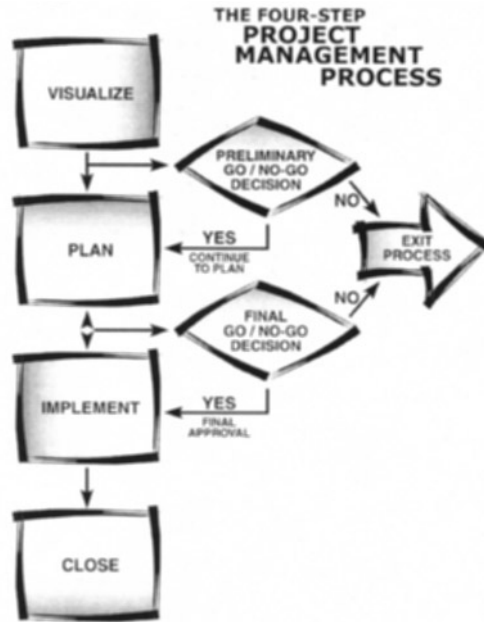 THE FOUR-STEP
PROJECT
MANAGEMENT
PROCESS
VISUALIZE
PRELIMINARY
GO / NO-GO
DECISION
NO
EXIT
PROCESS
PLAN
YES
CONTINUE
TO PLAN
NO
FINAL
GO / NO-GO
DECISION
IMPLEMENT
YES
FINAL
APPROVAL
CLOSE